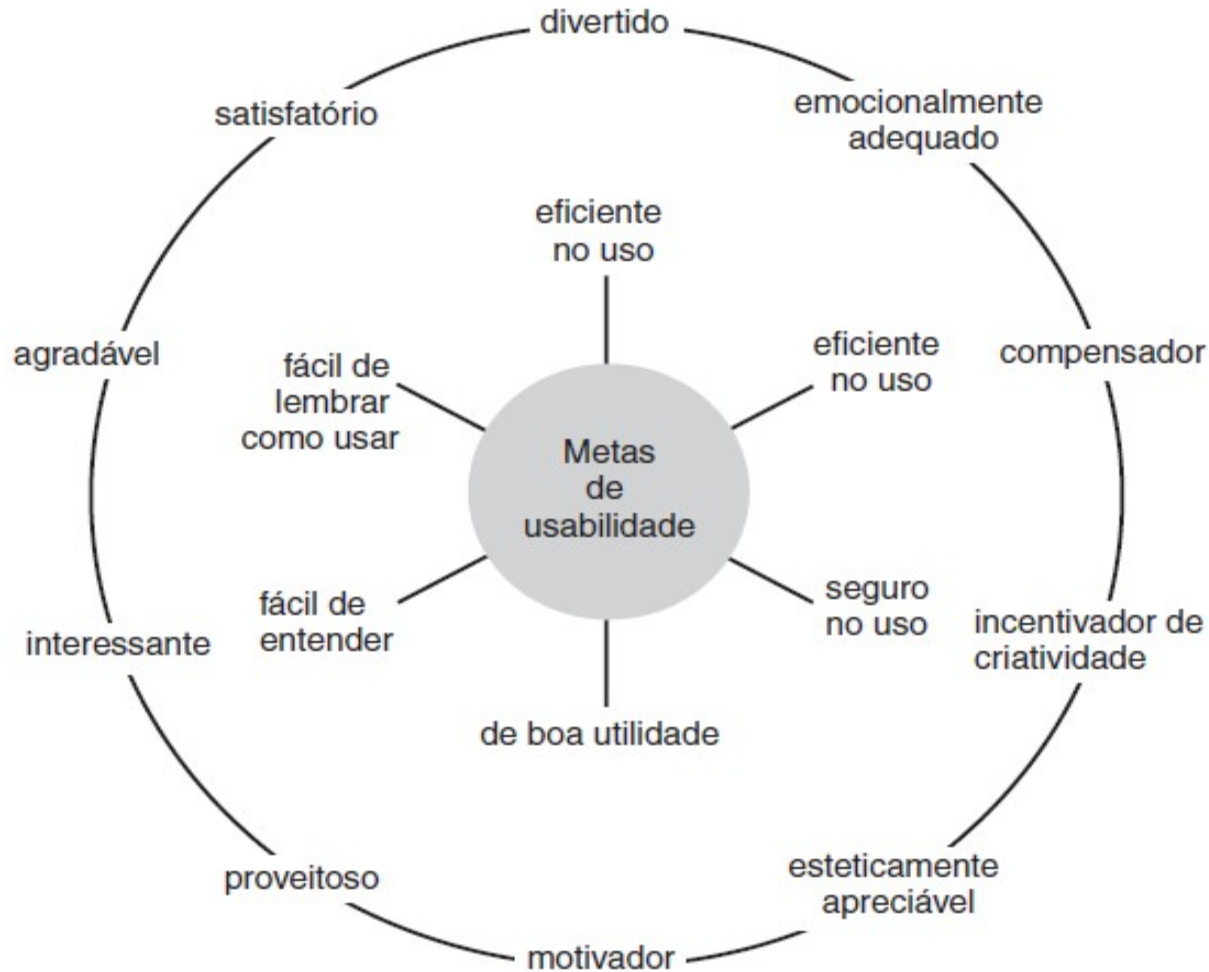 divertido
satisfatório
emocionalmente
adequado
eficiente
no uso
agradável
fácil de
lembrar
como usar
eficiente
no uso
compensador
Metas
de
usabilidade
interessante
fácil de
entender
seguro
no uso
incentivador de
criatividade
de boa utilidade
proveitoso
esteticamente
apreciável
motivador